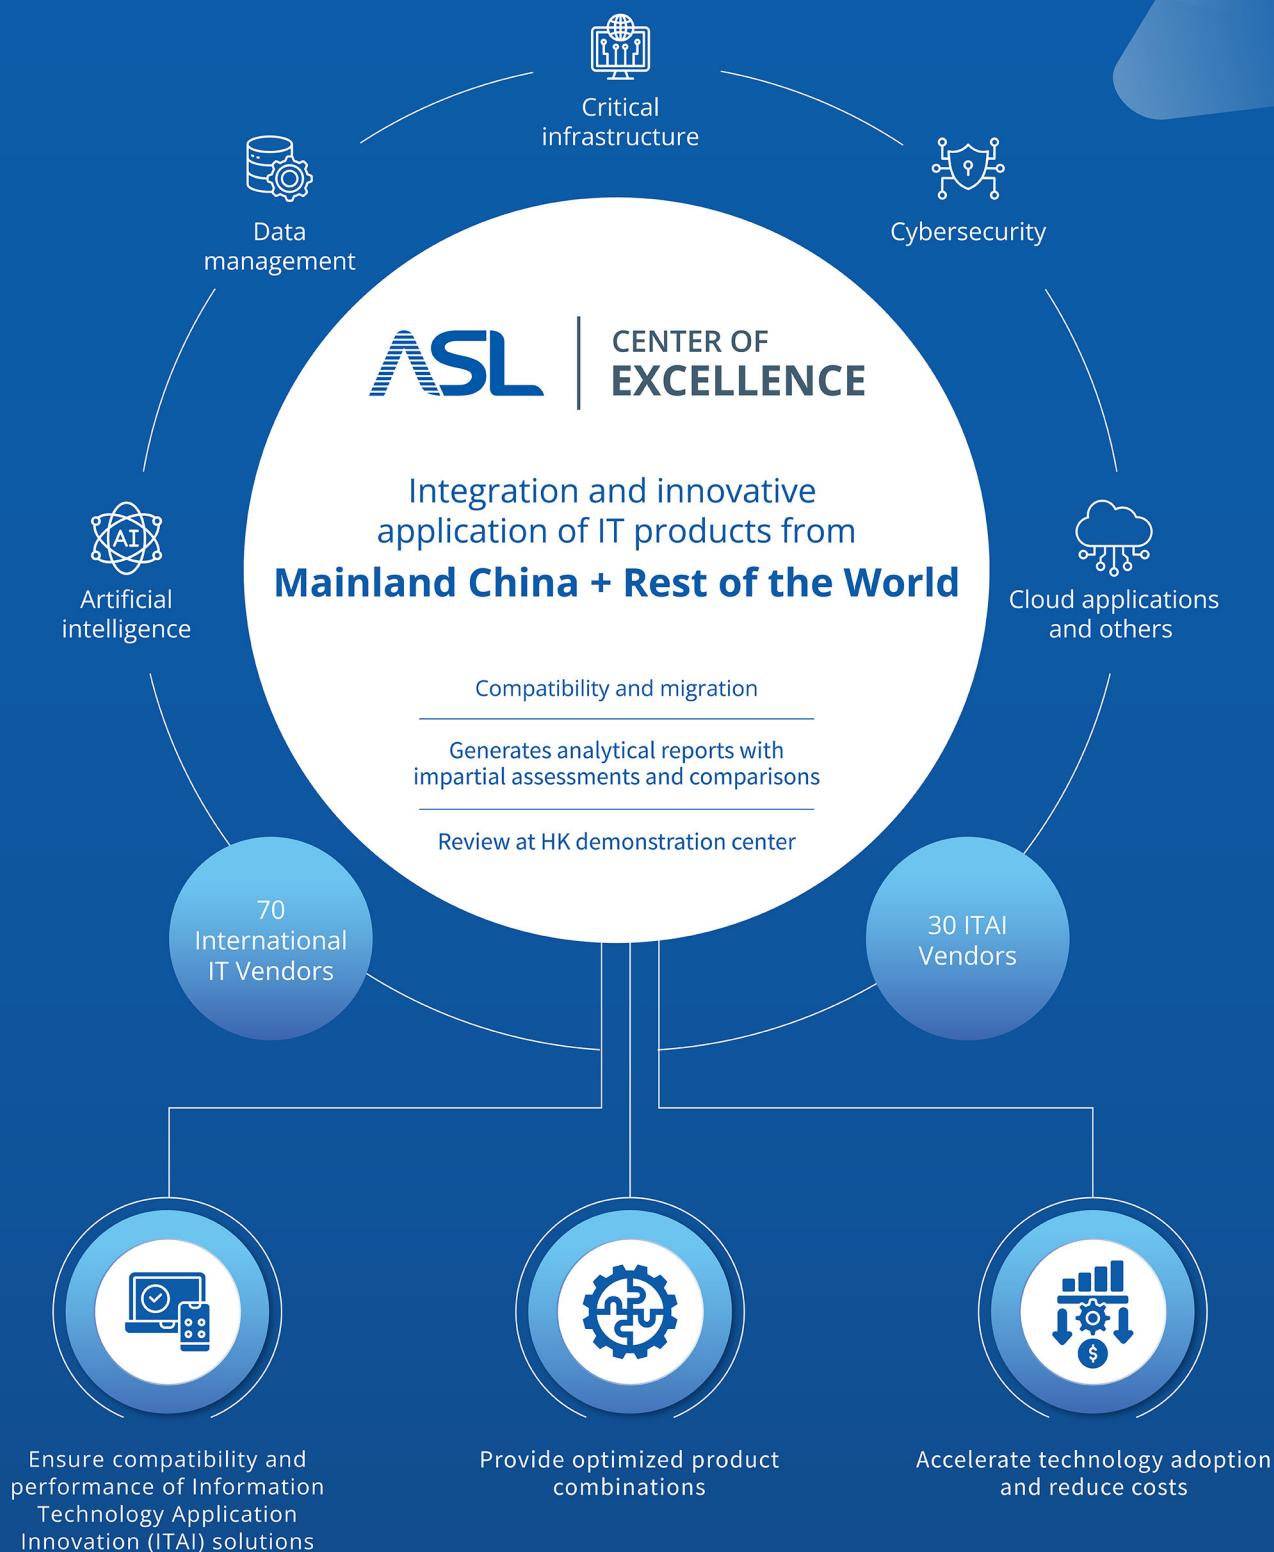 Critical
infrastructure
Data
management
Cybersecurity
ASL
CENTER OF
EXCELLENCE
Integration and innovative
application of IT products from
Mainland China + Rest of the World
AI
Artificial
intelligence
Cloud applications
and others
Compatibility and migration
Generates analytical reports with
impartial assessments and comparisons
Review at HK demonstration center
70
International
IT Vendors
30 ITAI
Vendors
$
Ensure compatibility and
performance of Information
Technology Application
Innovation (ITAI) solutions
Provide optimized product
combinations
Accelerate technology adoption
and reduce costs